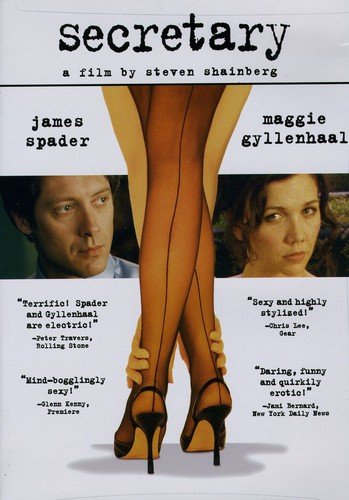 secretary
a film by steven shainberg
james
spader
maggie
gyllenhaal
“Terrific! Spader
and Gyllenhaal
are electric!”
–Peter Travers,
Rolling Stone
“Sexy and highly
stylized!”
–Chris Lee,
Gear
“Mind-bogglingly
sexy!”
–Glenn Kenny,
Premiere
“Daring, funny
and quirkily
erotic!”
–Jami Bernard,
New York Daily News